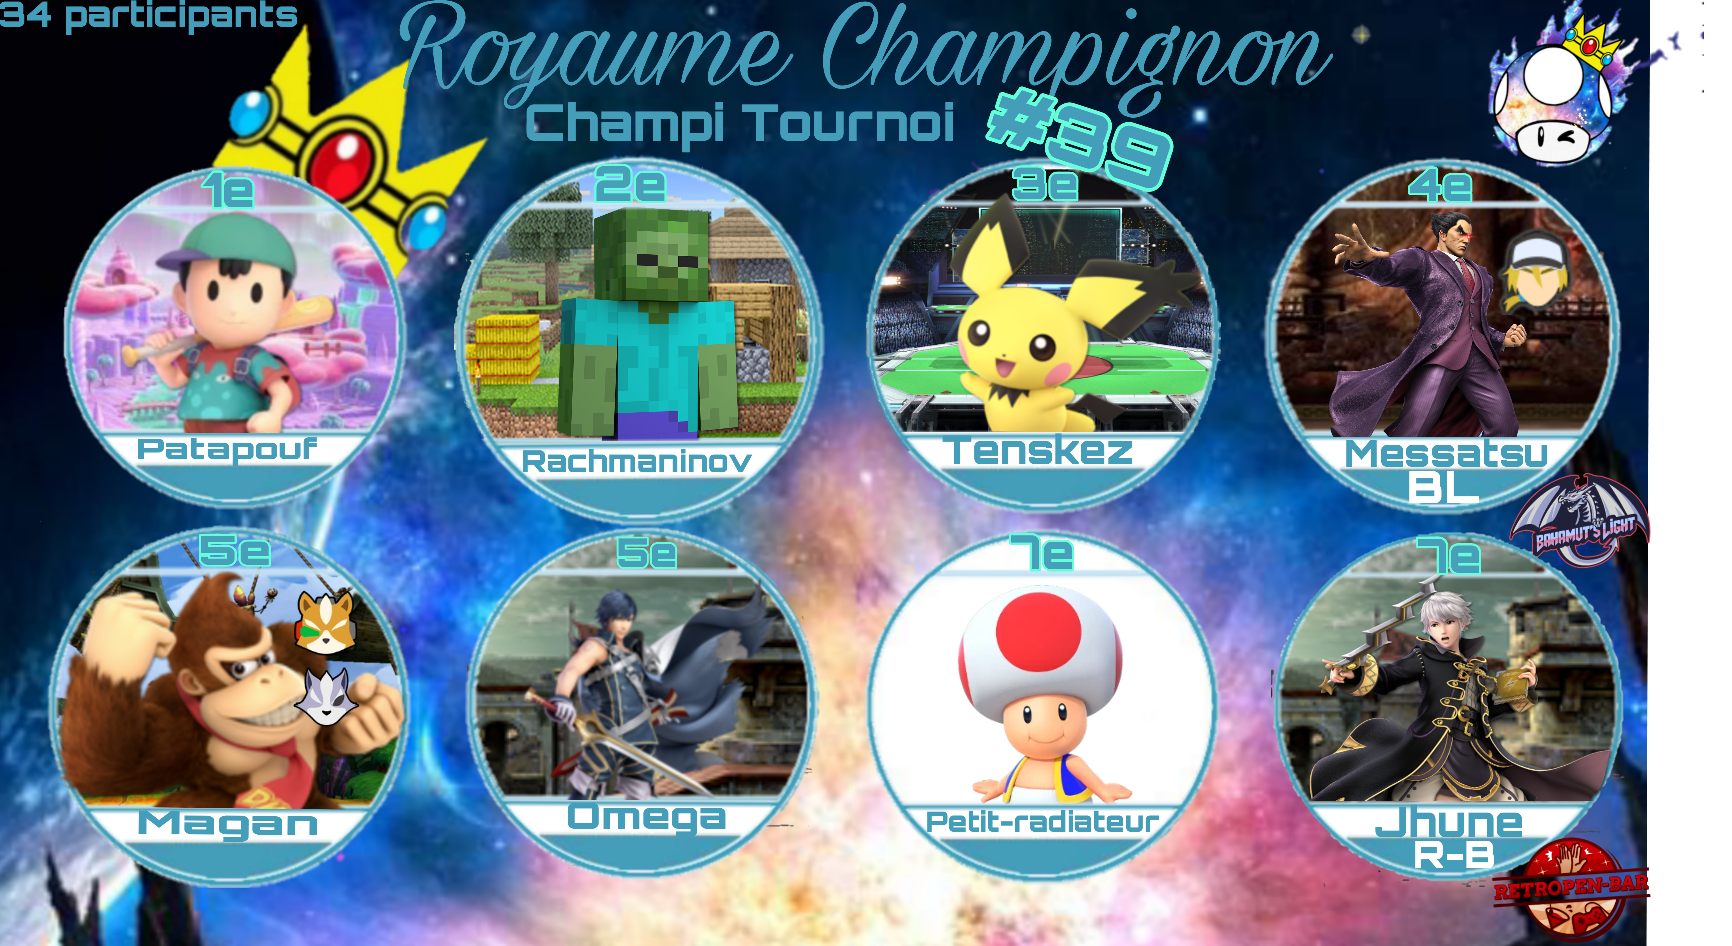 34 participants
Royaume Champignon
Champi Tournoi #39
1e
2e
3e
4e
Patapouf
Rachmaninov
Tenskez
Messatsu
BL
BAHAMUT'S LIGHT
5e
5e
7e
7e
Magan
Omega
Petit-radiateur
Jhune
R-B
RETROPEN-BAR